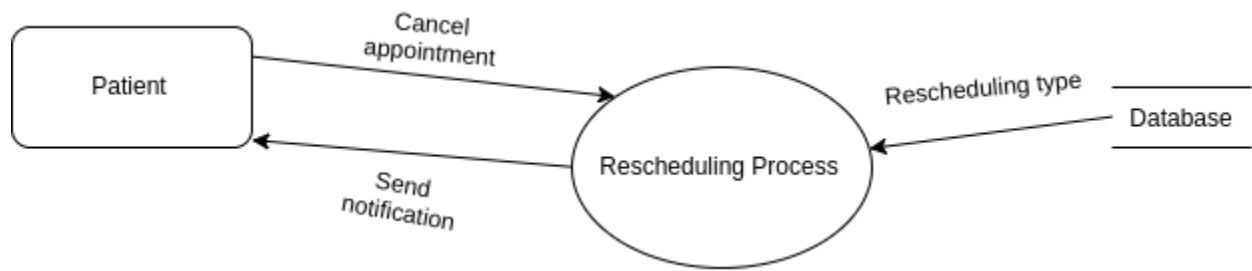 Cancel
appointment
Patient
Rescheduling type
Database
Rescheduling Process
Send
notification